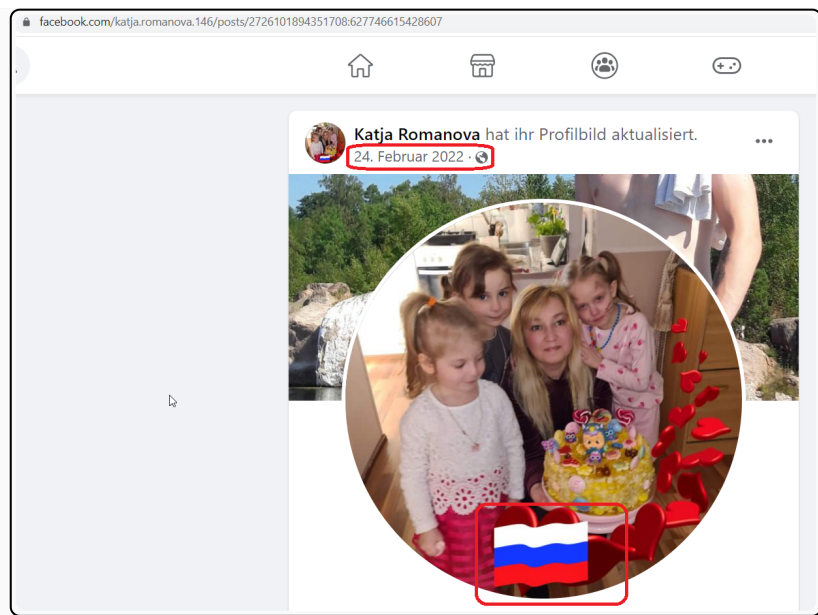 facebook.com/katja.romanova.146/posts/2726101894351708:627746615428607
Katja Romanova hat ihr Profilbild aktualisiert.
24. Februar 2022 ·